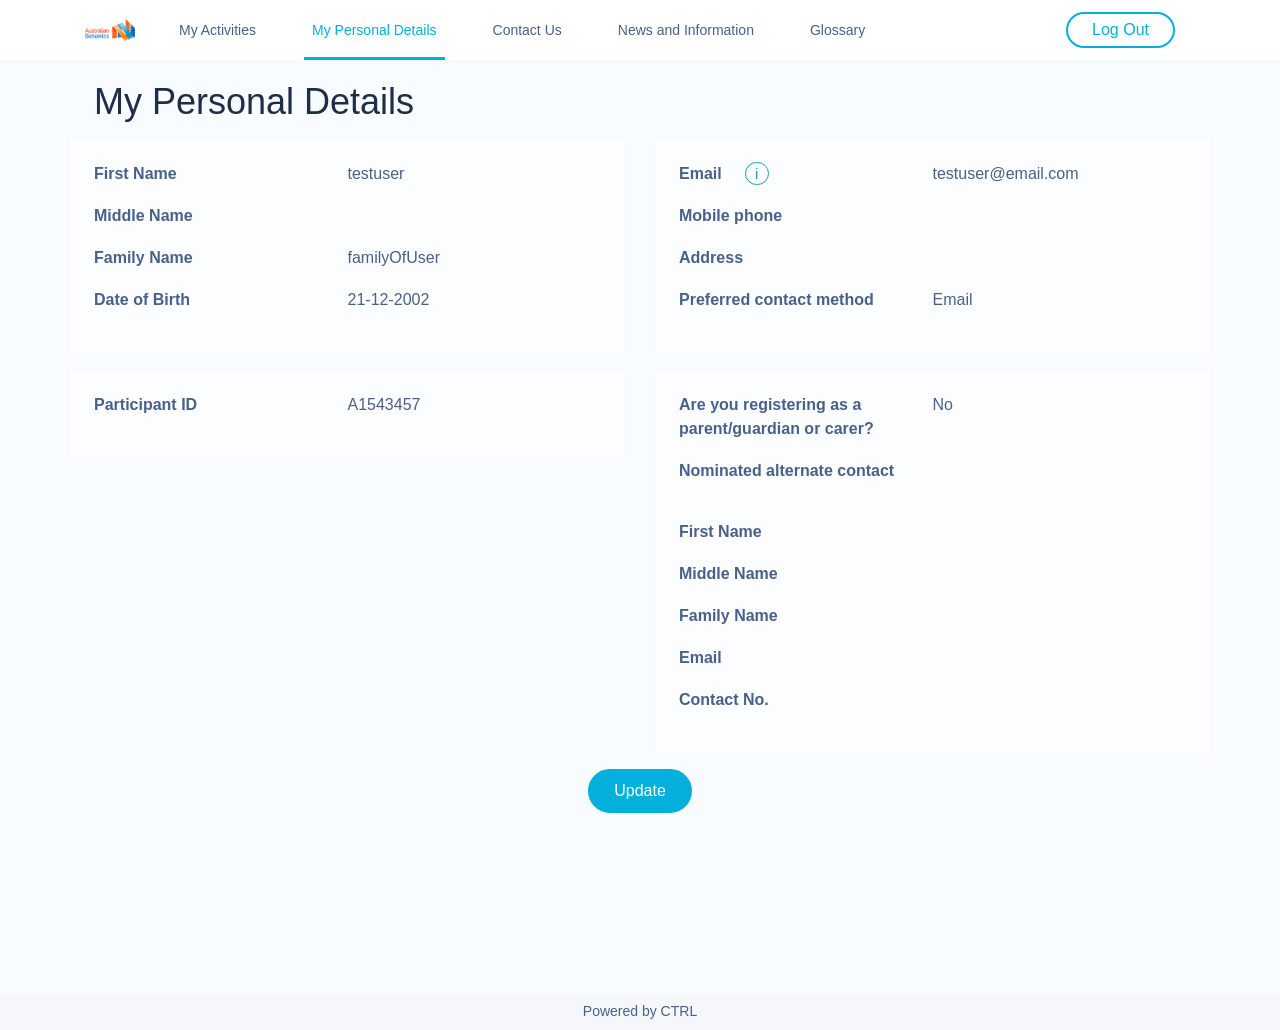 Australian
Genomics
My Activities
My Personal Details
Contact Us
News and Information
Glossary
Log Out
My Personal Details
First Name
testuser
Middle Name
Family Name
familyOfUser
Date of Birth
21-12-2002
Email
i
testuser@email.com
Mobile phone
Address
Preferred contact method
Email
Participant ID
A1543457
Are you registering as a
parent/guardian or carer?
No
Nominated alternate contact
First Name
Middle Name
Family Name
Email
Contact No.
Update
Powered by CTRL